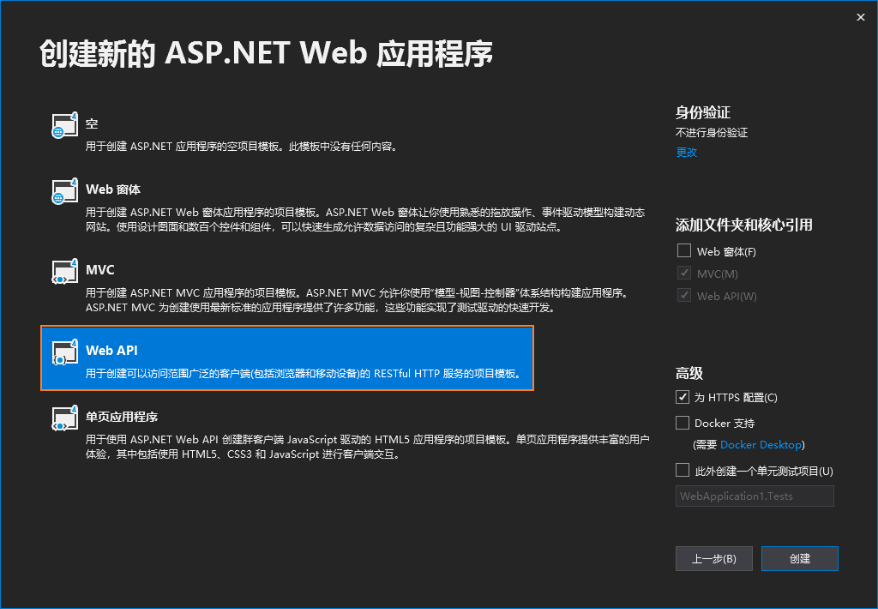 创建新的 ASP.NET Web 应用程序
空
用于创建 ASP.NET 应用程序的空项目模板。此模板中没有任何内容。
Web 窗体
用于创建 ASP.NET Web 窗体应用程序的项目模板。ASP.NET Web 窗体让你使用熟悉的拖放操作、事件驱动模型构建动态
网站。使用设计图面和数百个控件和组件，可以快速生成允许数据访问的复杂且功能强大的 UI 驱动站点。
MVC
用于创建 ASP.NET MVC 应用程序的项目模板。ASP.NET MVC 允许你使用“模型-视图-控制器”体系结构构建应用程序。
ASP.NET MVC 为创建使用最新标准的应用程序提供了许多功能，这些功能实现了测试驱动的快速开发。
Web API
用于创建可以访问范围广泛的客户端(包括浏览器和移动设备)的 RESTful HTTP 服务的项目模板。
单页应用程序
用于使用 ASP.NET Web API 创建胖客户端 JavaScript 驱动的 HTML5 应用程序的项目模板。单页应用程序提供丰富的用户
体验，其中包括使用 HTML5、CSS3 和 JavaScript 进行客户端交互。
身份验证
不进行身份验证
更改
添加文件夹和核心引用
Web 窗体(F)
MVC(M)
Web API(W)
高级
为 HTTPS 配置(C)
Docker 支持
(需要 Docker Desktop)
此外创建一个单元测试项目(U)
WebApplication1.Tests
上一步(B)
创建